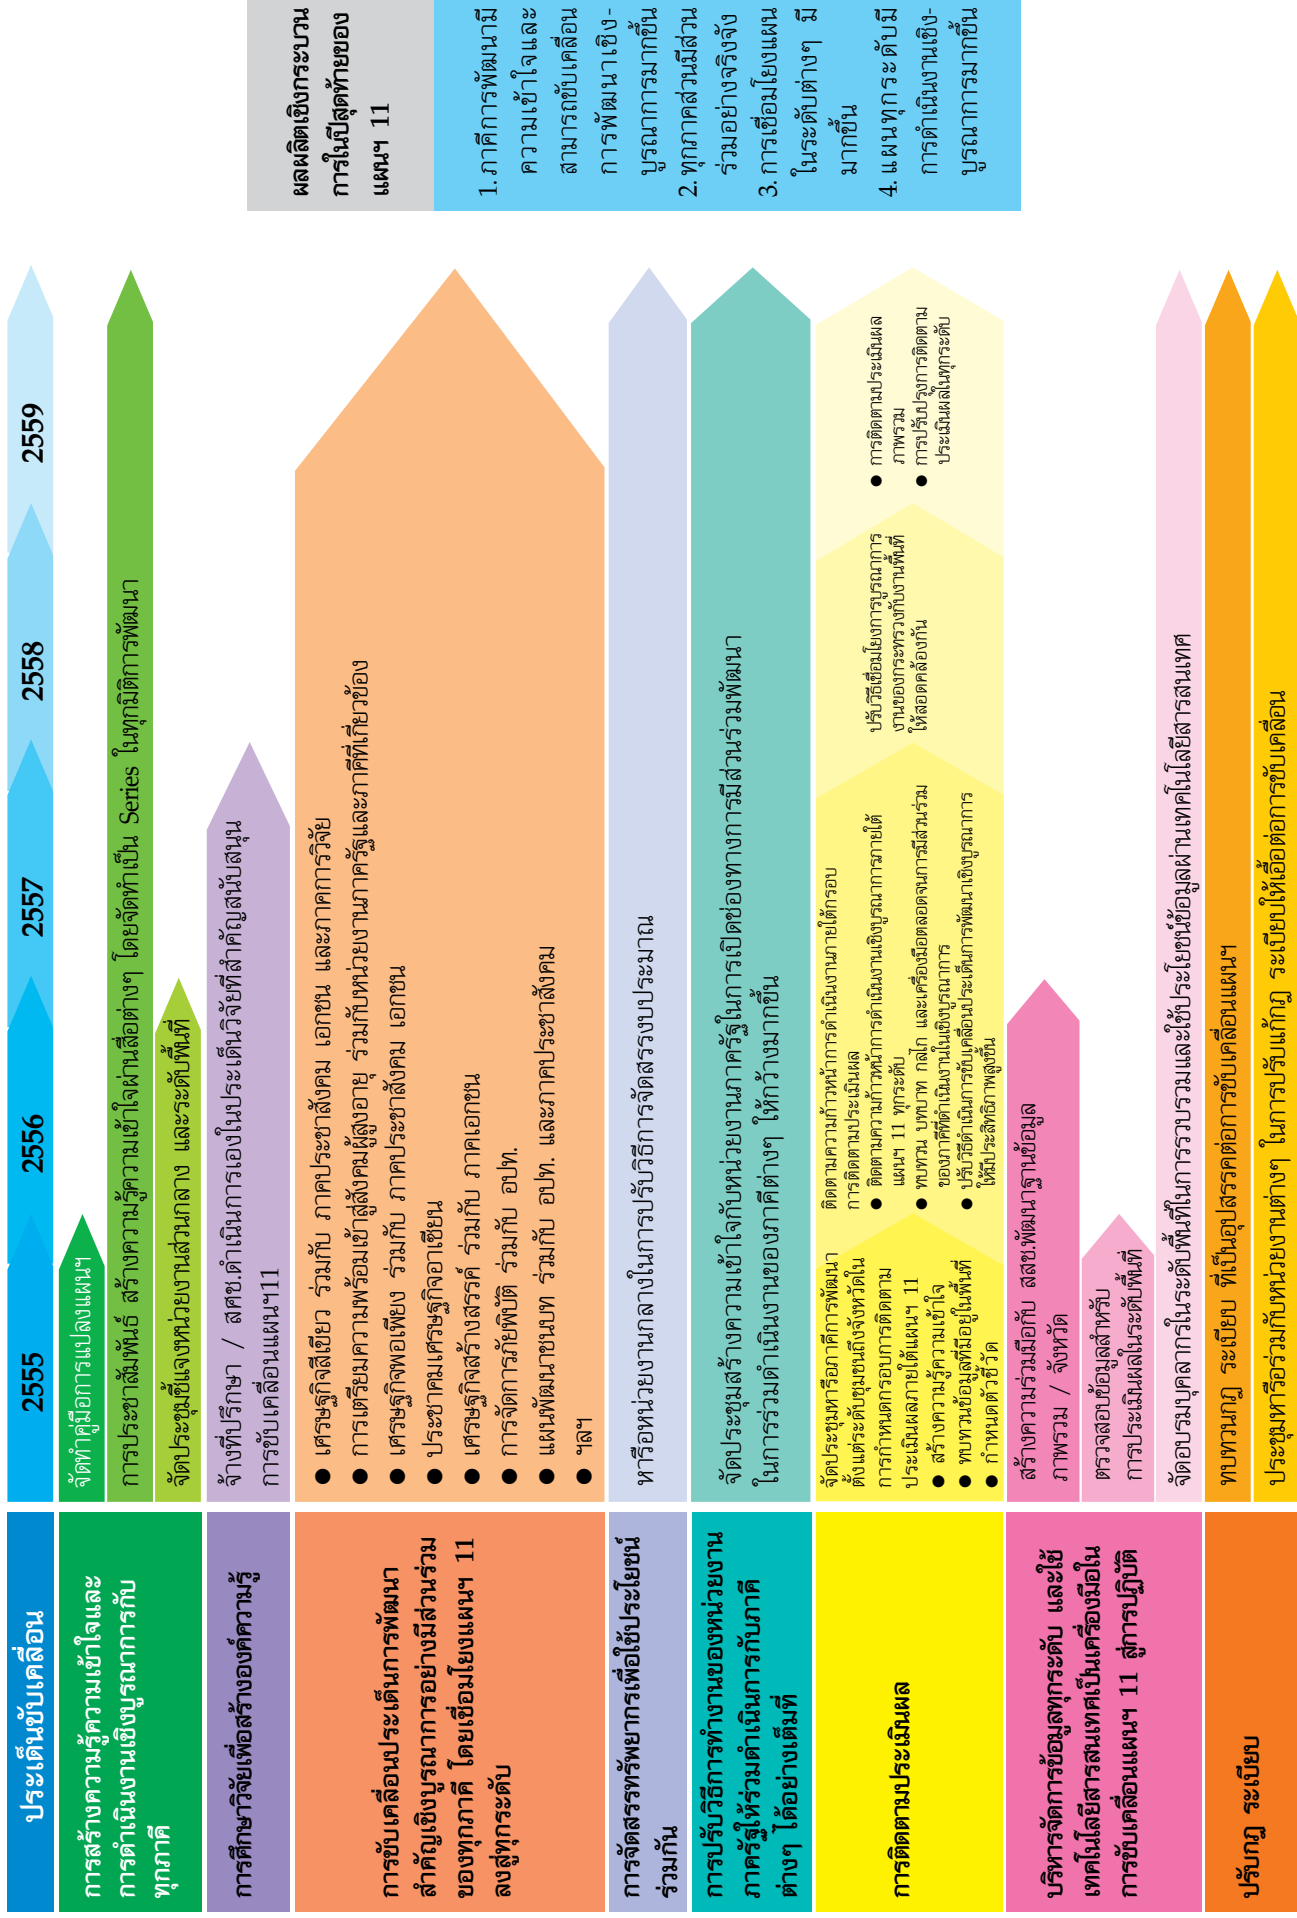 ประเด็นขับเคลื่อน
2555
2556
2557
2558
2559
การสร้างความรู้ความเข้าใจและ
การดำเนินงานเชิงบูรณาการกับ
ทุกภาคี
จัดทำคู่มือการแปลงแผนฯ
การประชาสัมพันธ์ สร้างความรู้ความเข้าใจผ่านสื่อต่างๆ โดยจัดทำเป็น Series ในทุกมิติการพัฒนา
จัดประชุมชี้แจงหน่วยงานส่วนกลาง และระดับพื้นที่
การศึกษาวิจัยเพื่อสร้างองค์ความรู้
จ้างที่ปรึกษา / สศช.ดำเนินการเองในประเด็นวิจัยที่สำคัญสนับสนุน
การขับเคลื่อนแผนฯ11
การขับเคลื่อนประเด็นการพัฒนา
สำคัญเชิงบูรณาการอย่างมีส่วนร่วม
ของทุกภาคี โดยเชื่อมโยงแผนฯ 11
ลงสู่ทุกระดับ
● เศรษฐกิจสีเขียว ร่วมกับ ภาคประชาสังคม เอกชน และภาคการวิจัย
● การเตรียมความพร้อมเข้าสู่สังคมผู้สูงอายุ ร่วมกับหน่วยงานภาครัฐและภาคีที่เกี่ยวข้อง
● เศรษฐกิจพอเพียง ร่วมกับ ภาคประชาสังคม เอกชน
● ประชาคมเศรษฐกิจอาเซียน
● เศรษฐกิจสร้างสรรค์ ร่วมกับ ภาคเอกชน
● การจัดการภัยพิบัติ ร่วมกับ อปท.
● แผนพัฒนาชนบท ร่วมกับ อปท. และภาคประชาสังคม
● ฯลฯ
การจัดสรรทรัพยากรเพื่อใช้ประโยชน์
ร่วมกัน
หารือหน่วยงานกลางในการปรับวิธีการจัดสรรงบประมาณ
การปรับวิธีการทำงานของหน่วยงาน
ภาครัฐให้ร่วมดำเนินการกับภาคี
ต่างๆ ได้อย่างเต็มที่
จัดประชุมสร้างความเข้าใจกับหน่วยงานภาครัฐในการเปิดช่องทางการมีส่วนร่วมพัฒนา
ในการร่วมดำเนินงานของภาคีต่างๆ ให้กว้างมากขึ้น
การติดตามประเมินผล
จัดประชุมหารือภาคีการพัฒนา
ตั้งแต่ระดับชุมชนถึงจังหวัดใน
การกำหนดกรอบการติดตาม
ประเมินผลภายใต้แผนฯ 11
● สร้างความรู้ความเข้าใจ
● ทบทวนข้อมูลที่มีอยู่ในพื้นที่
● กำหนดตัวชี้วัด
ติดตามความก้าวหน้าการดำเนินงานภายใต้กรอบ
การติดตามประเมินผล
● ติดตามความก้าวหน้าการดำเนินงานเชิงบูรณาการภายใต้
แผนฯ 11 ทุกระดับ
● ทบทวน บทบาท กลไก และเครื่องมือตลอดจนการมีส่วนร่วม
ของภาคีที่ดำเนินงานในเชิงบูรณาการ
● ปรับวิธีดำเนินการขับเคลื่อนประเด็นการพัฒนาเชิงบูรณาการ
ให้มีประสิทธิภาพสูงขึ้น
ปรับวิธีเชื่อมโยงการบูรณาการ
งานของกระทรวงกับงานพื้นที่
ให้สอดคล้องกัน
● การติดตามประเมินผล
ภาพรวม
● การปรับปรุงการติดตาม
ประเมินผลในทุกระดับ
บริหารจัดการข้อมูลทุกระดับ และใช้
เทคโนโลยีสารสนเทศเป็นเครื่องมือใน
การขับเคลื่อนแผนฯ 11 สู่การปฏิบัติ
สร้างความร่วมมือกับ สสช.พัฒนาฐานข้อมูล
ภาพรวม / จังหวัด
ตรวจสอบข้อมูลสำหรับ
การประเมินผลในระดับพื้นที่
จัดอบรมบุคลากรในระดับพื้นที่ในการรวบรวมและใช้ประโยชน์ข้อมูลผ่านเทคโนโลยีสารสนเทศ
ปรับกฎ ระเบียบ
ทบทวนกฎ ระเบียบ ที่เป็นอุปสรรคต่อการขับเคลื่อนแผนฯ
ประชุมหารือร่วมกับหน่วยงานต่างๆ ในการปรับแก้กฎ ระเบียบให้เอื้อต่อการขับเคลื่อน
ผลผลิตเชิงกระบวน
การในปีสุดท้ายของ
แผนฯ 11
1. ภาคีการพัฒนามี
ความเข้าใจและ
สามารถขับเคลื่อน
การพัฒนาเชิง-
บูรณาการมากขึ้น
2. ทุกภาคส่วนมีส่วน
ร่วมอย่างจริงจัง
3. การเชื่อมโยงแผน
ในระดับต่างๆ มี
มากขึ้น
4. แผนทุกระดับมี
การดำเนินงานเชิง-
บูรณาการมากขึ้น